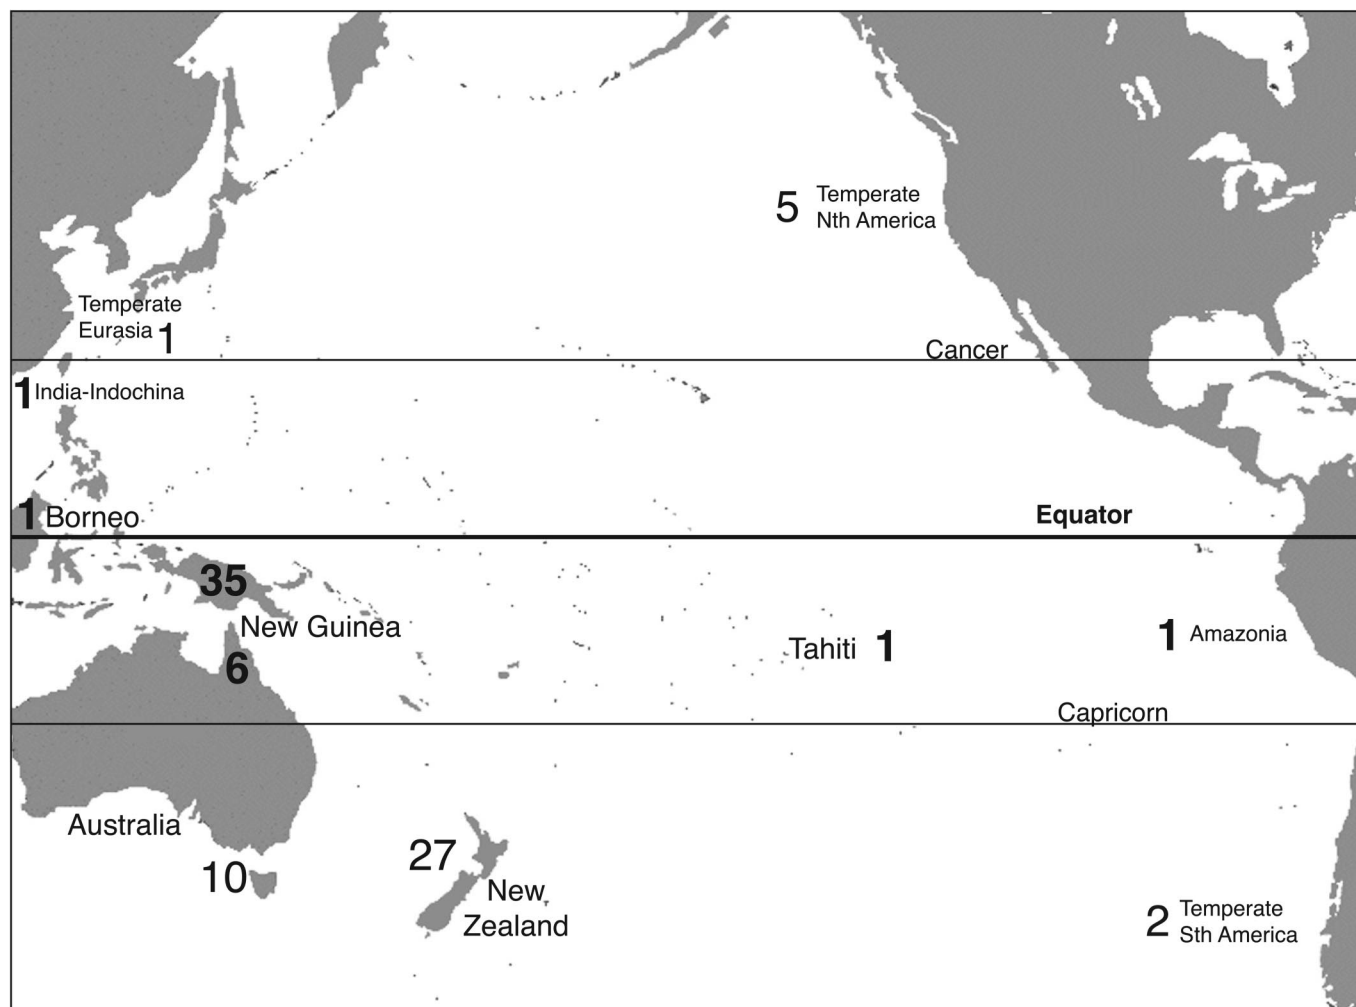 5 Temperate
Nth America
Temperate
Eurasia 1
Cancer
1 India-Indochina
1 Borneo
Equator
35
New Guinea
6
Tahiti 1
1 Amazonia
Capricorn
Australia
10
27
New
Zealand
2 Temperate
Sth America